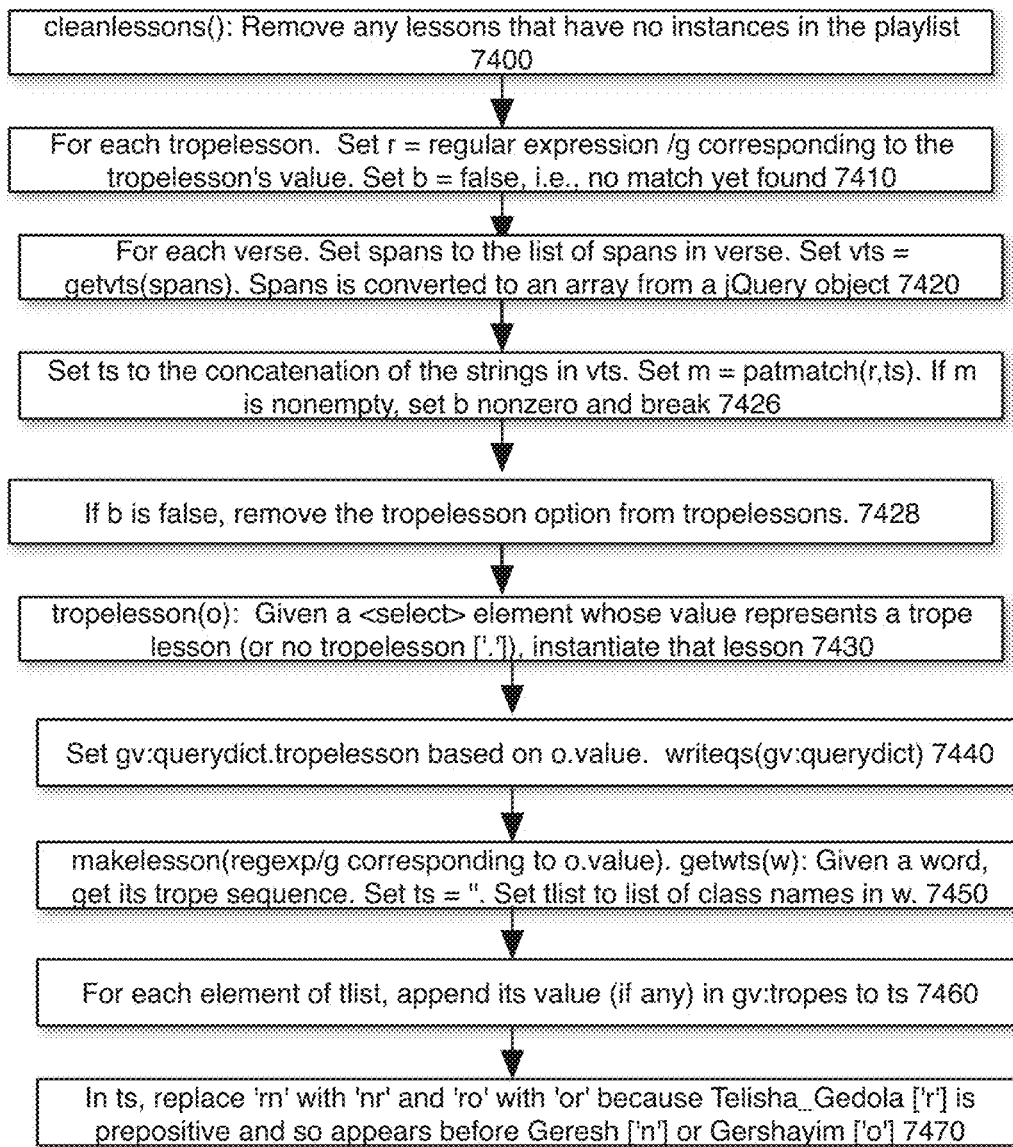 cleanlessons(): Remove any lessons that have no instances in the playlist
7400
For each tropelesson. Set r = regular expression /g corresponding to the
tropelesson's value. Set b = false, i.e., no match yet found 7410
For each verse. Set spans to the list of spans in verse. Set vts =
getvts(spans). Spans is converted to an array from a jQuery object 7420
Set ts to the concatenation of the strings in vts. Set m = patmatch(r,ts). If m
is nonempty, set b nonzero and break 7426
If b is false, remove the tropelesson option from tropelessons. 7428
tropelesson(o): Given a <select> element whose value represents a trope
lesson (or no tropelesson ['.']), instantiate that lesson 7430
Set gv:querydict.tropelesson based on o.value. writeqs(gv:querydict) 7440
makelesson(regexp/g corresponding to o.value). getwts(w): Given a word,
get its trope sequence. Set ts = ''. Set tlist to list of class names in w. 7450
For each element of tlist, append its value (if any) in gv:tropes to ts 7460
In ts, replace 'rn' with 'nr' and 'ro' with 'or' because Telisha_Gedola ['r'] is
prepositive and so appears before Geresh ['n'] or Gershayim ['o'] 7470